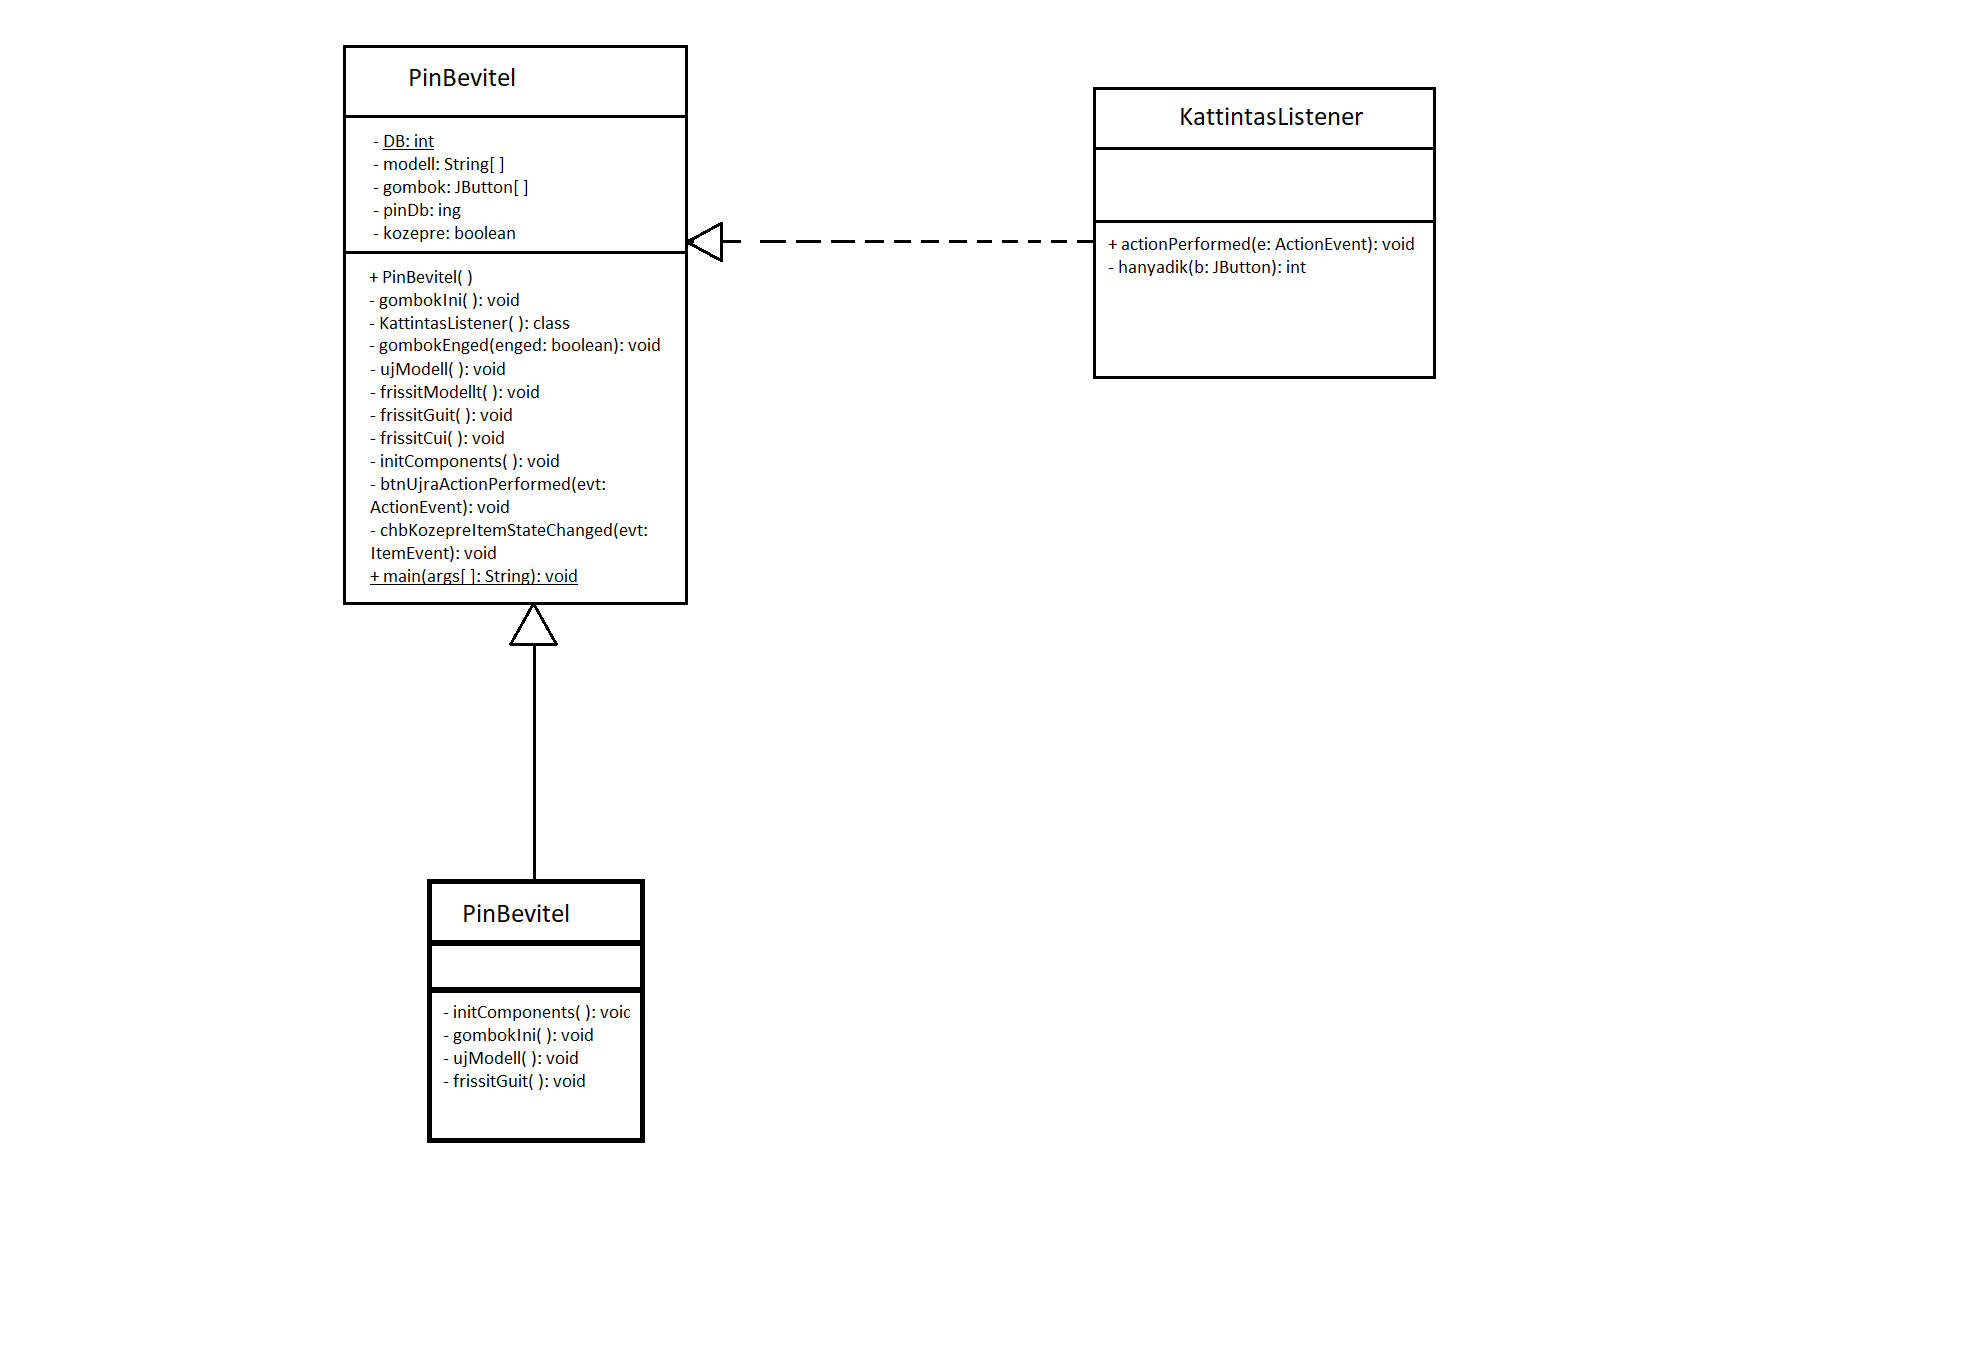 PinBevitel
- DB: int
- modell: String[ ]
- gombok: JButton[ ]
- pinDb: ing
- kozepre: boolean
+ PinBevitel( )
- gombokIni( ): void
- KattintasListener( ): class
- gombokEnged(enged: boolean): void
- ujModell( ): void
- frissitModellt( ): void
- frissitGuit( ): void
- frissitCui( ): void
- initComponents( ): void
- btnUjraActionPerformed(evt:
ActionEvent): void
- chbKozepreItemStateChanged(evt:
ItemEvent): void
+ main(args[ ]: String): void
KattintasListener
+ actionPerformed(e: ActionEvent): void
- hanyadik(b: JButton): int
PinBevitel
- initComponents( ): void
- gombokIni( ): void
- ujModell( ): void
- frissitGuit( ): void